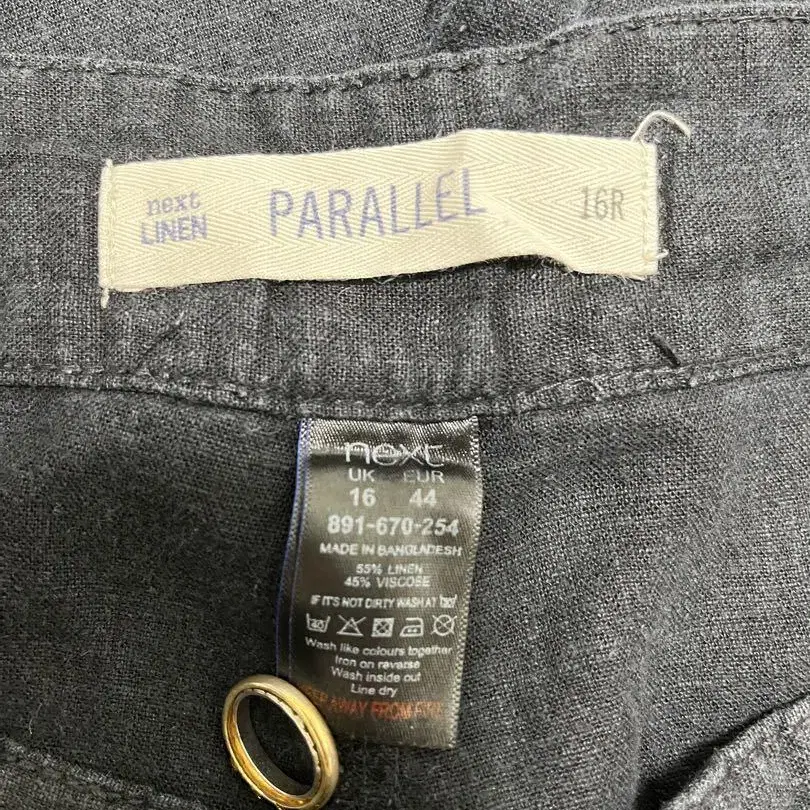 next
LINEN
PARALLEL
16R
next
UK EUR
16 44
891-670-254
MADE IN BANGLADESH
55% LINEN
45% VISCOSE
IF IT'S NOT DIRTY WASH AT 30
40
Wash like colours together
Iron on reverse
Wash inside out
Line dry
AWAY FROM FIRE